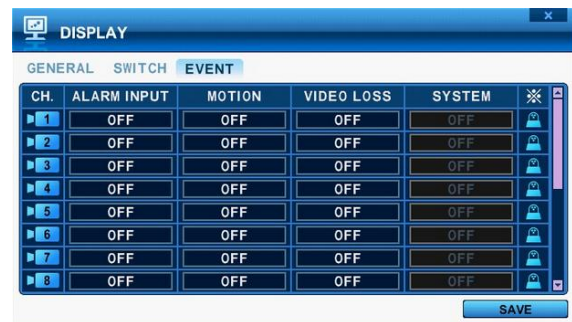 DISPLAY
X
GENERAL SWITCH EVENT
CH. ALARM INPUT MOTION VIDEO LOSS SYSTEM ※
1 OFF OFF OFF OFF
2 OFF OFF OFF OFF
3 OFF OFF OFF OFF
4 OFF OFF OFF OFF
5 OFF OFF OFF OFF
6 OFF OFF OFF OFF
7 OFF OFF OFF OFF
8 OFF OFF OFF OFF
SAVE